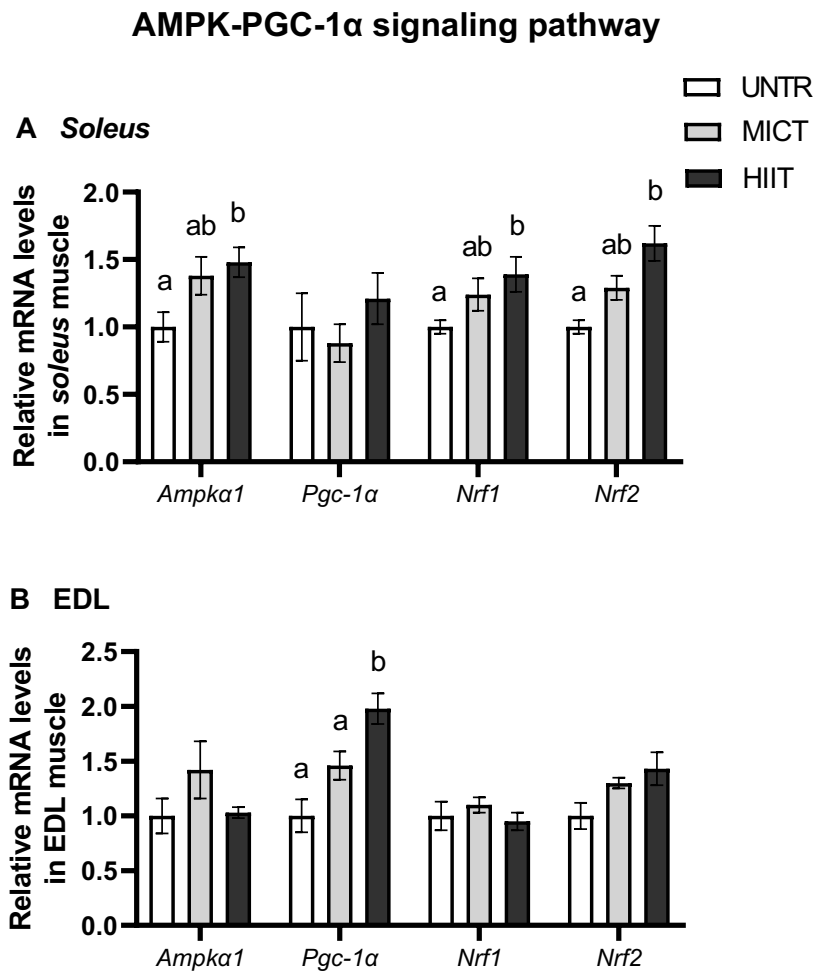 AMPK-PGC-1α signaling pathway
UNTR
MICT
HIIT
A Soleus
Relative mRNA levels
in soleus muscle
2.0
1.5
1.0
0.5
0.0
a ab b
a ab b
a ab b
Ampkα1 Pgc-1α Nrf1 Nrf2
B EDL
Relative mRNA levels
in EDL muscle
2.5
2.0
1.5
1.0
0.5
0.0
a a b
Ampkα1 Pgc-1α Nrf1 Nrf2